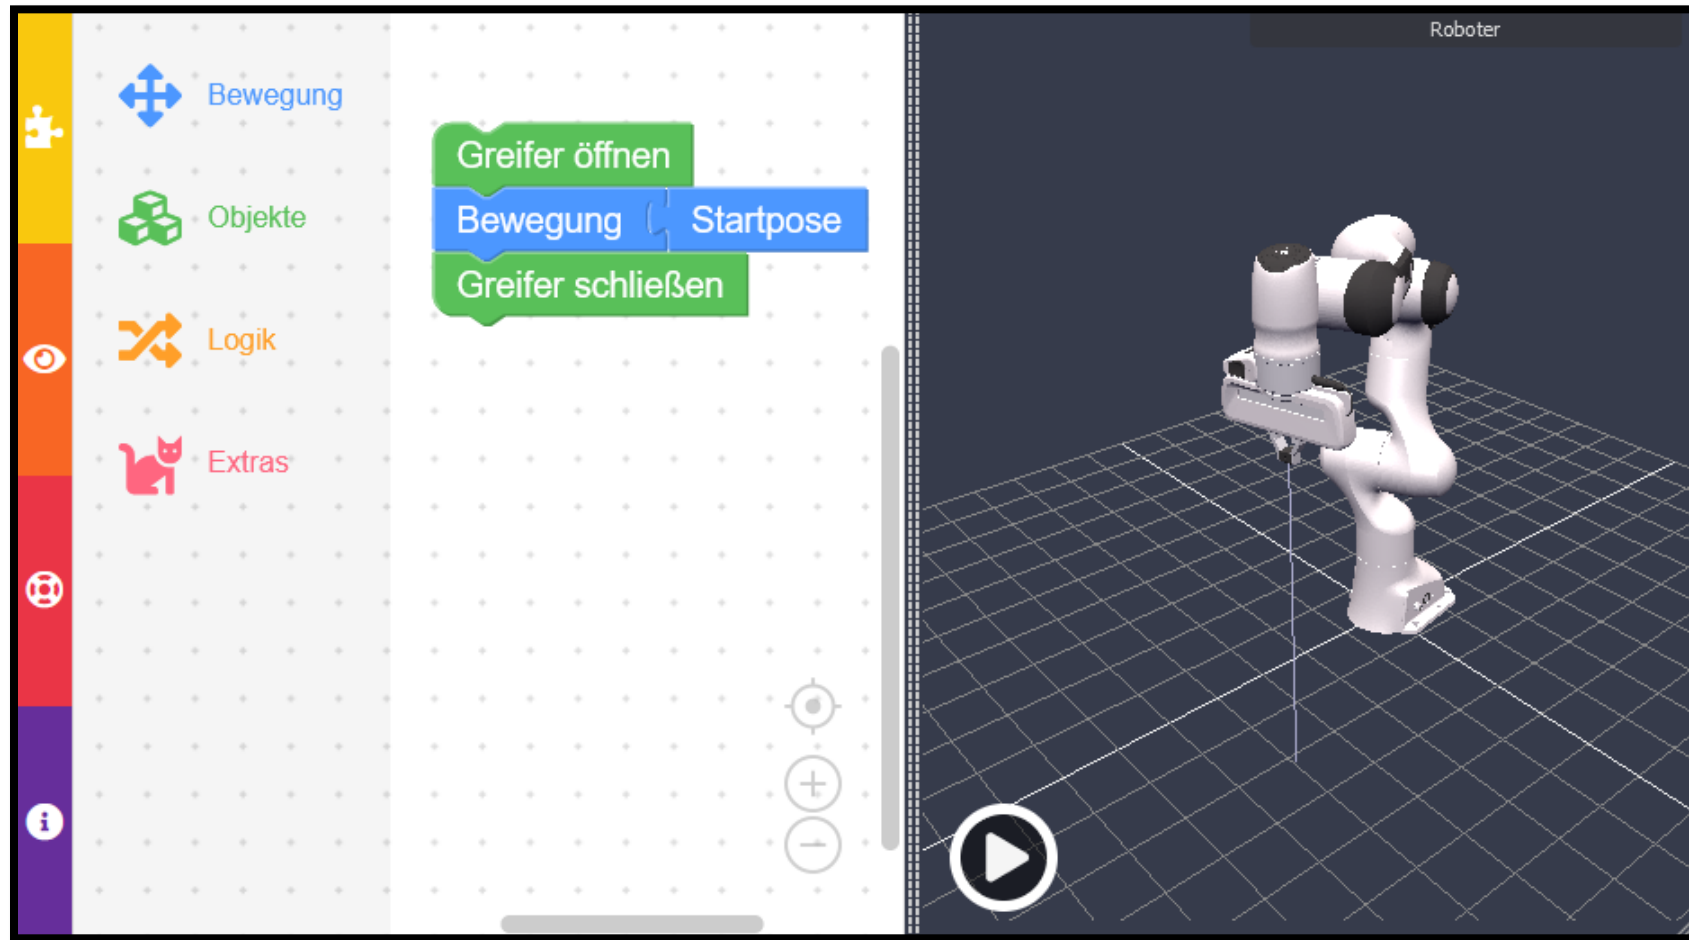 Roboter
Bewegung
Objekte
Logik
Extras
Greifer öffnen
Bewegung Startpose
Greifer schließen